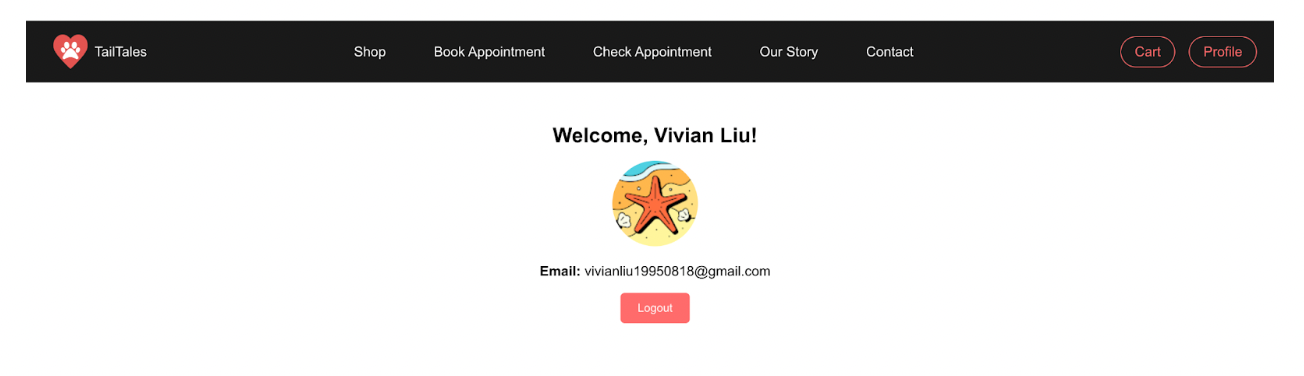 TailTales Shop Book Appointment Check Appointment Our Story Contact Cart Profile
Welcome, Vivian Liu!
Email: vivianliu19950818@gmail.com
Logout